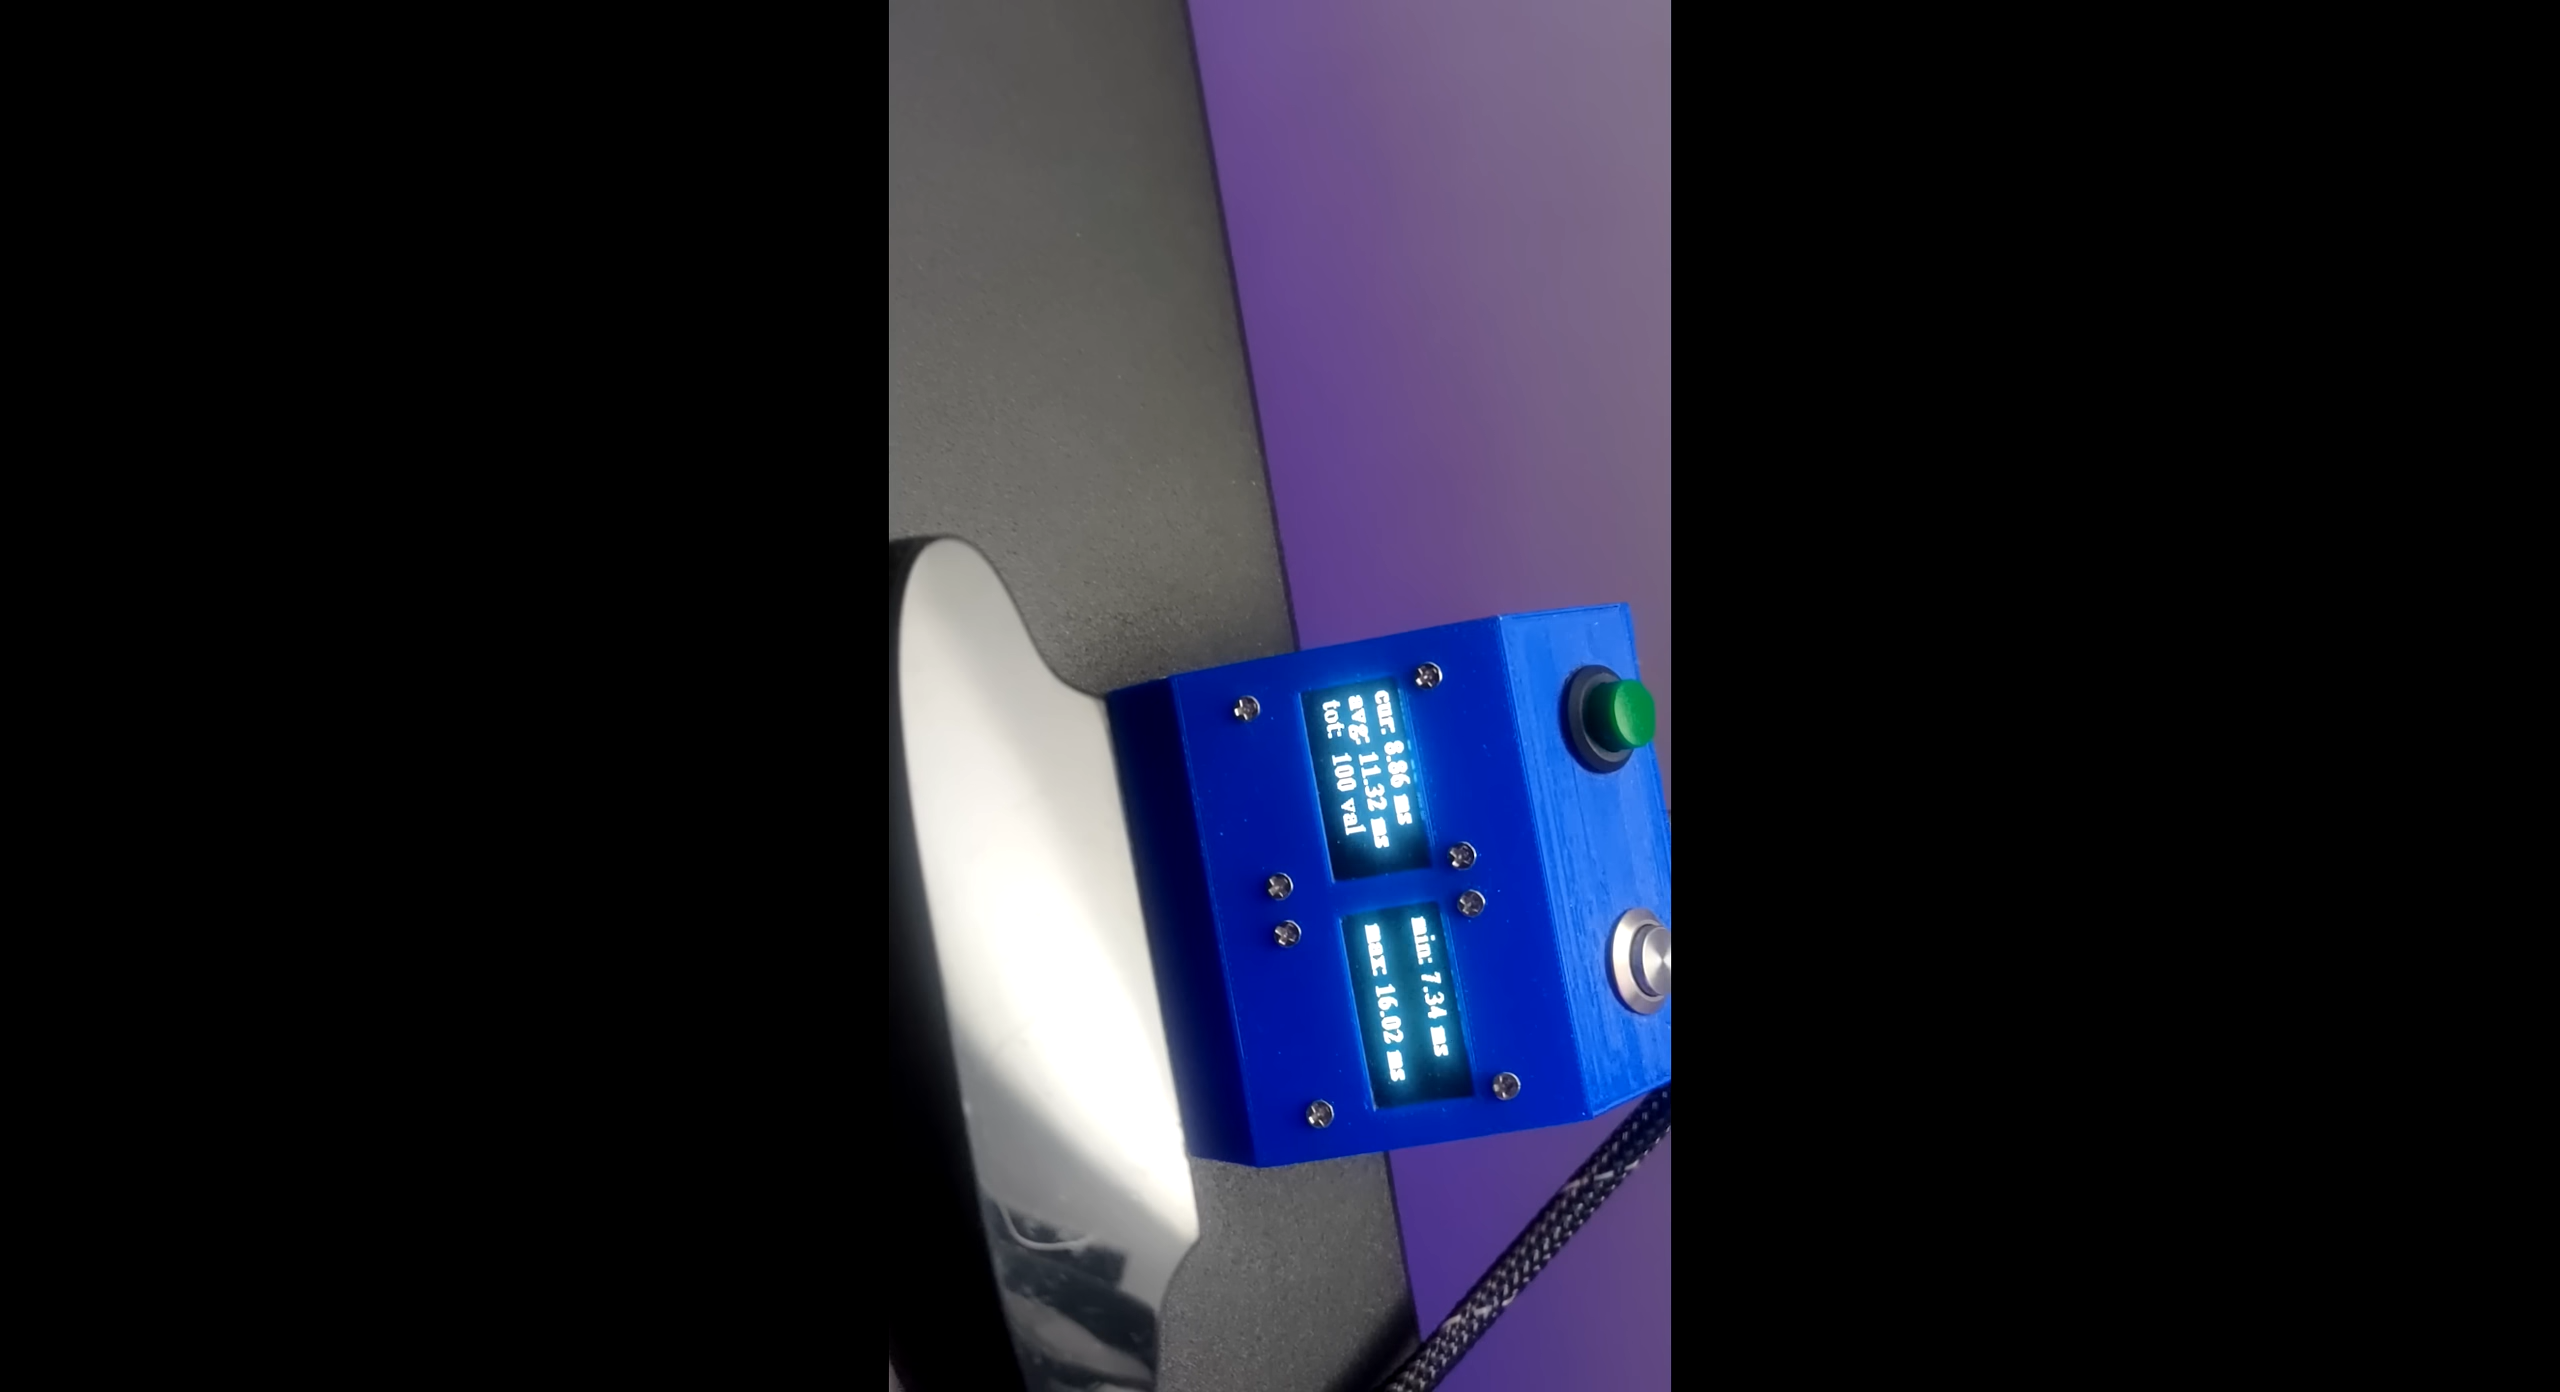 cur: 8.86 ms
avg: 11.32 ms
tot: 100 val
min: 7.34 ms
max: 16.02 ms